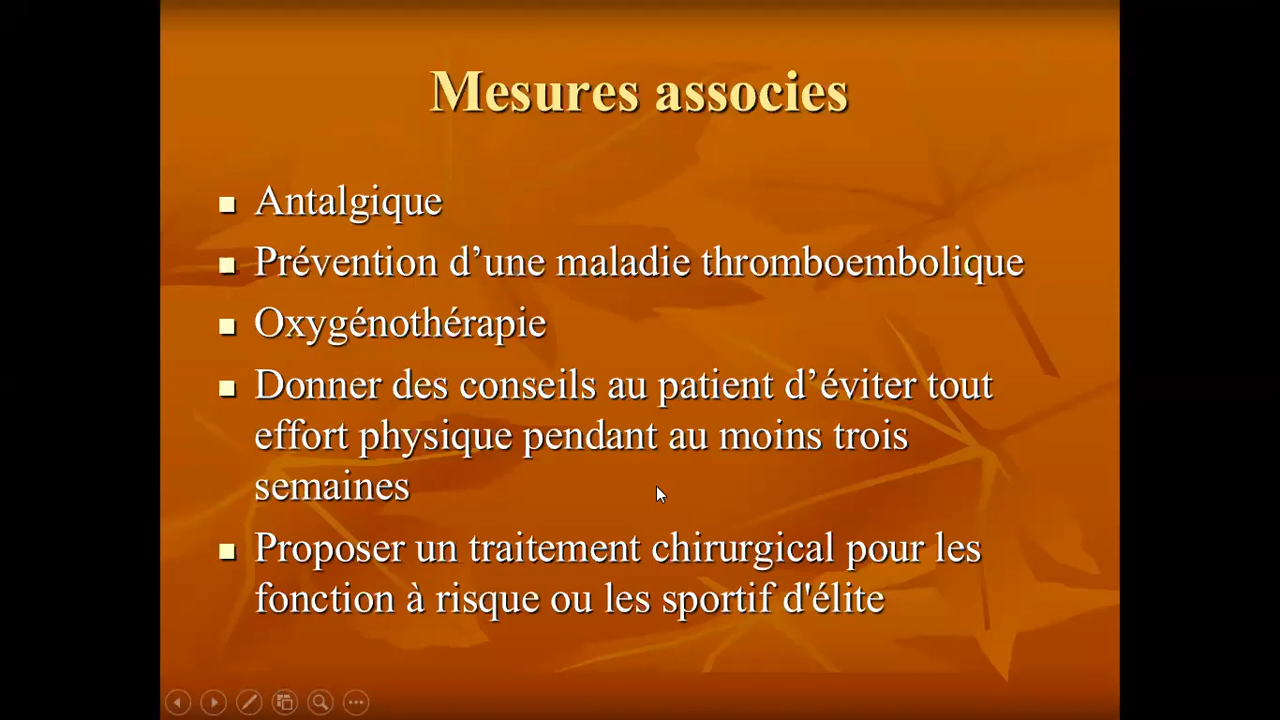 Mesures associes
Antalgique
Prévention d’une maladie thromboembolique
Oxygénothérapie
Donner des conseils au patient d’éviter tout
effort physique pendant au moins trois
semaines
Proposer un traitement chirurgical pour les
fonction à risque ou les sportif d'élite